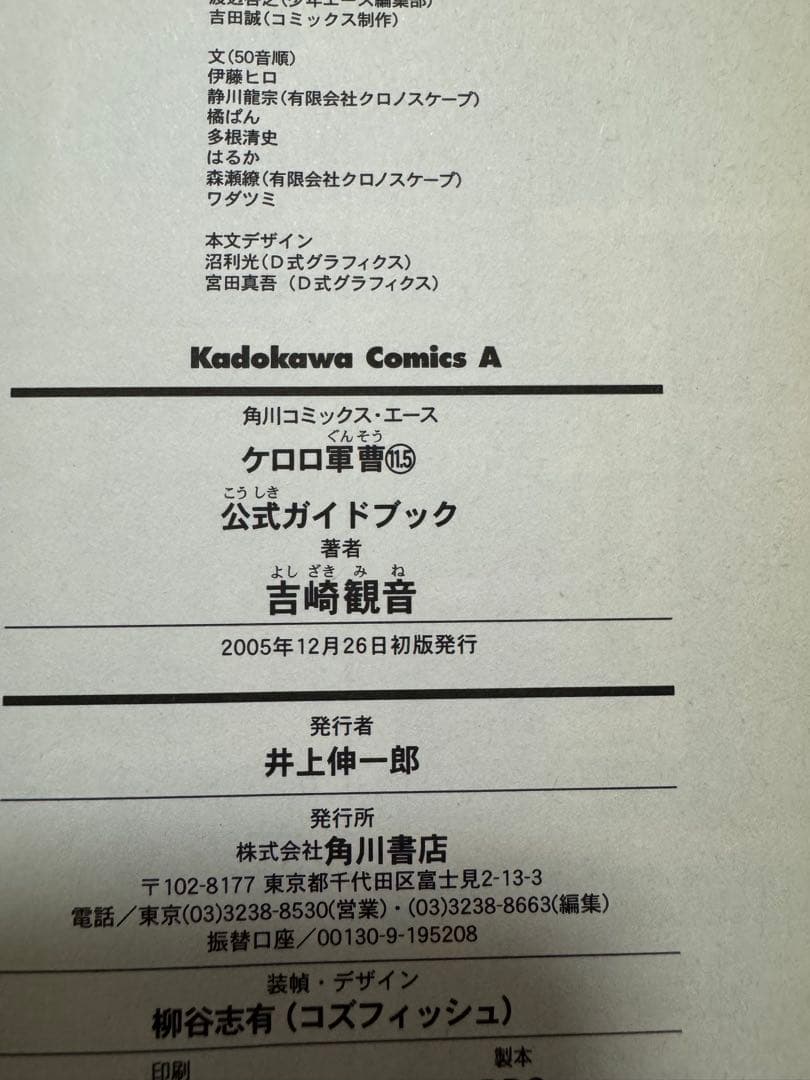 吉田誠(コミックス制作)
文(50音順)
伊藤ヒロ
静川龍宗(有限会社クロノスケープ)
橘ぱん
多根清史
はるか
森瀬繚(有限会社クロノスケープ)
ワダツミ
本文デザイン
沼利光(D式グラフィクス)
宮田真吾(D式グラフィクス)
Kadokawa Comics A
角川コミックス・エース
ぐんそう
ケロロ軍曹⑪.5
こうしき
公式ガイドブック
著者
よしざきみね
吉崎観音
2005年12月26日初版発行
発行者
井上伸一郎
発行所
株式会社角川書店
〒102-8177 東京都千代田区富士見2-13-3
電話/東京(03)3238-8530(営業)・(03)3238-8663(編集)
振替口座/00130-9-195208
装幀・デザイン
柳谷志有(コズフィッシュ)
印刷 製本